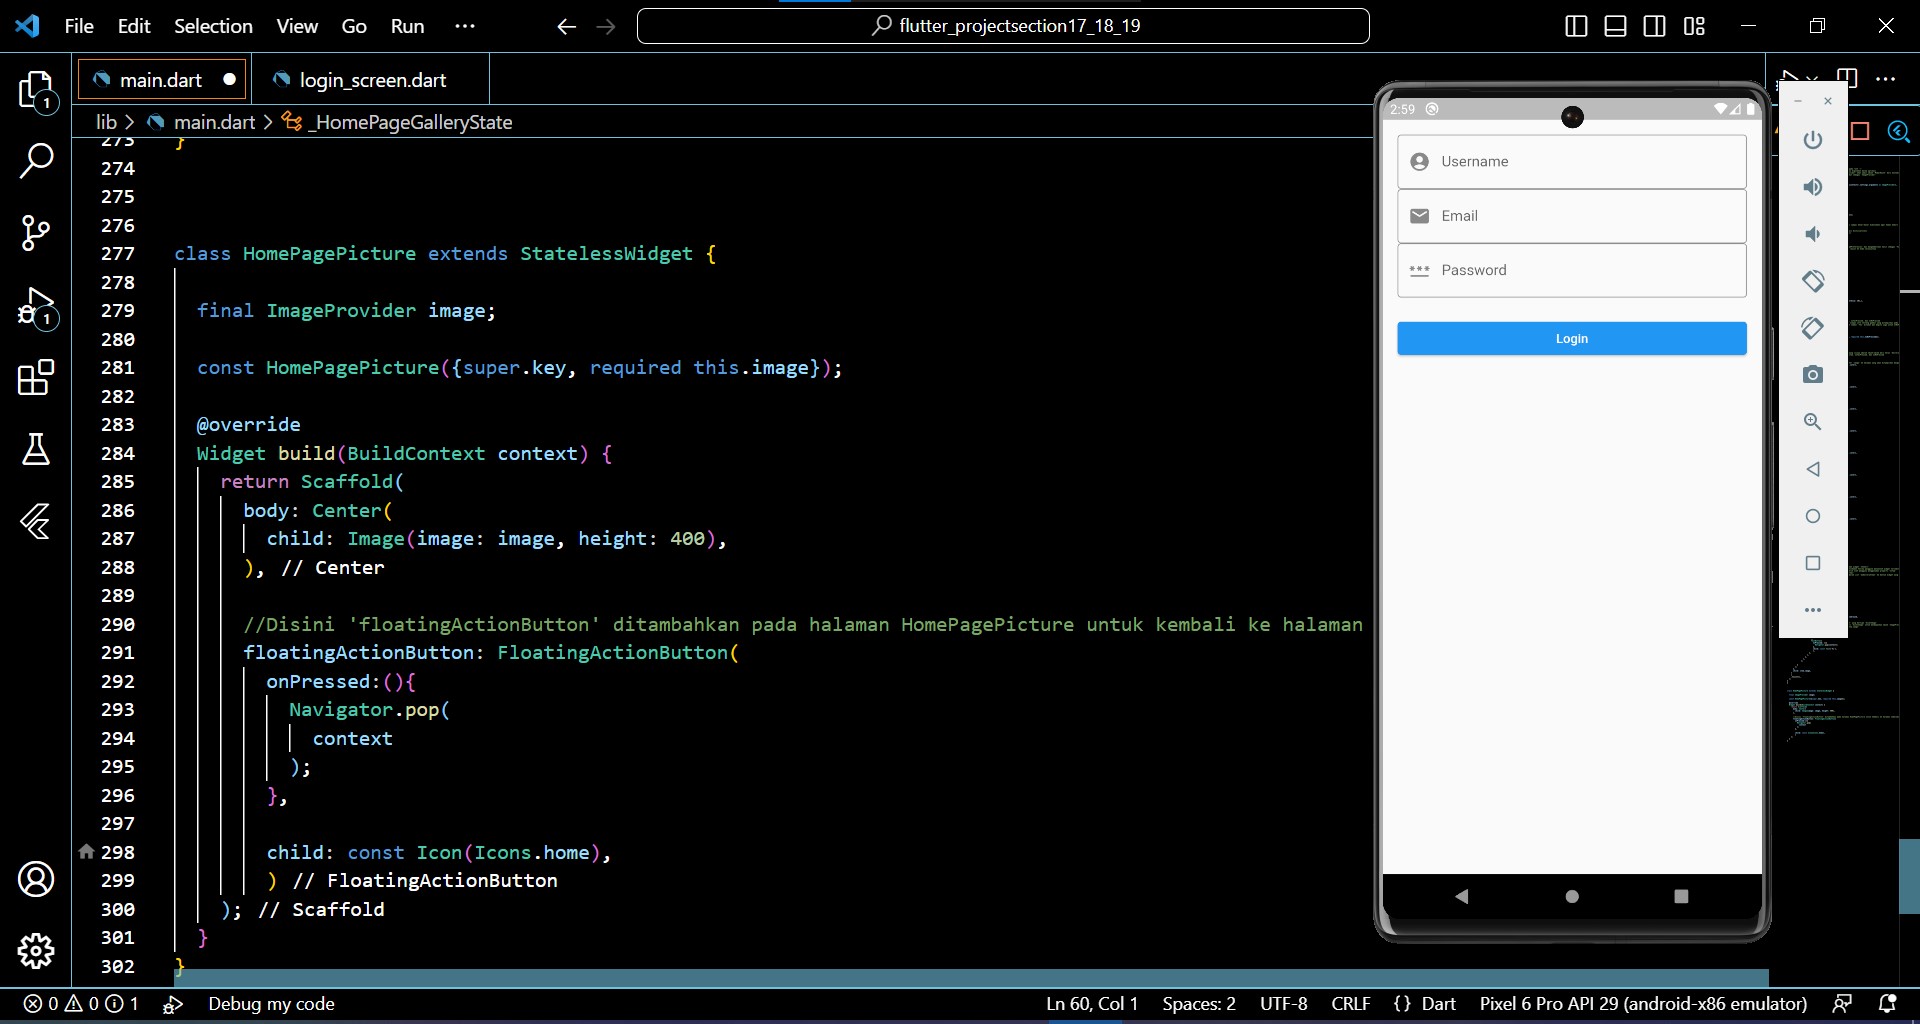 File Edit Selection View Go Run ···
flutter_projectsection17_18_19
main.dart
login_screen.dart
lib > main.dart > _HomePageGalleryState
273 }
274
275
276
277 class HomePagePicture extends StatelessWidget {
278
279 final ImageProvider image;
280
281 const HomePagePicture({super.key, required this.image});
282
283 @override
284 Widget build(BuildContext context) {
285 return Scaffold(
286 body: Center(
287 child: Image(image: image, height: 400),
288 ), // Center
289
290 //Disini 'floatingActionButton' ditambahkan pada halaman HomePagePicture untuk kembali ke halaman
291 floatingActionButton: FloatingActionButton(
292 onPressed:(){
293 Navigator.pop(
294 context
295 );
296 },
297
298 child: const Icon(Icons.home),
299 ) // FloatingActionButton
300 ); // Scaffold
301 }
302 }
1
1
2:59
Username
Email
*** Password
Login
0 0 1 Debug my code
Ln 60, Col 1 Spaces: 2 UTF-8 CRLF {} Dart Pixel 6 Pro API 29 (android-x86 emulator)